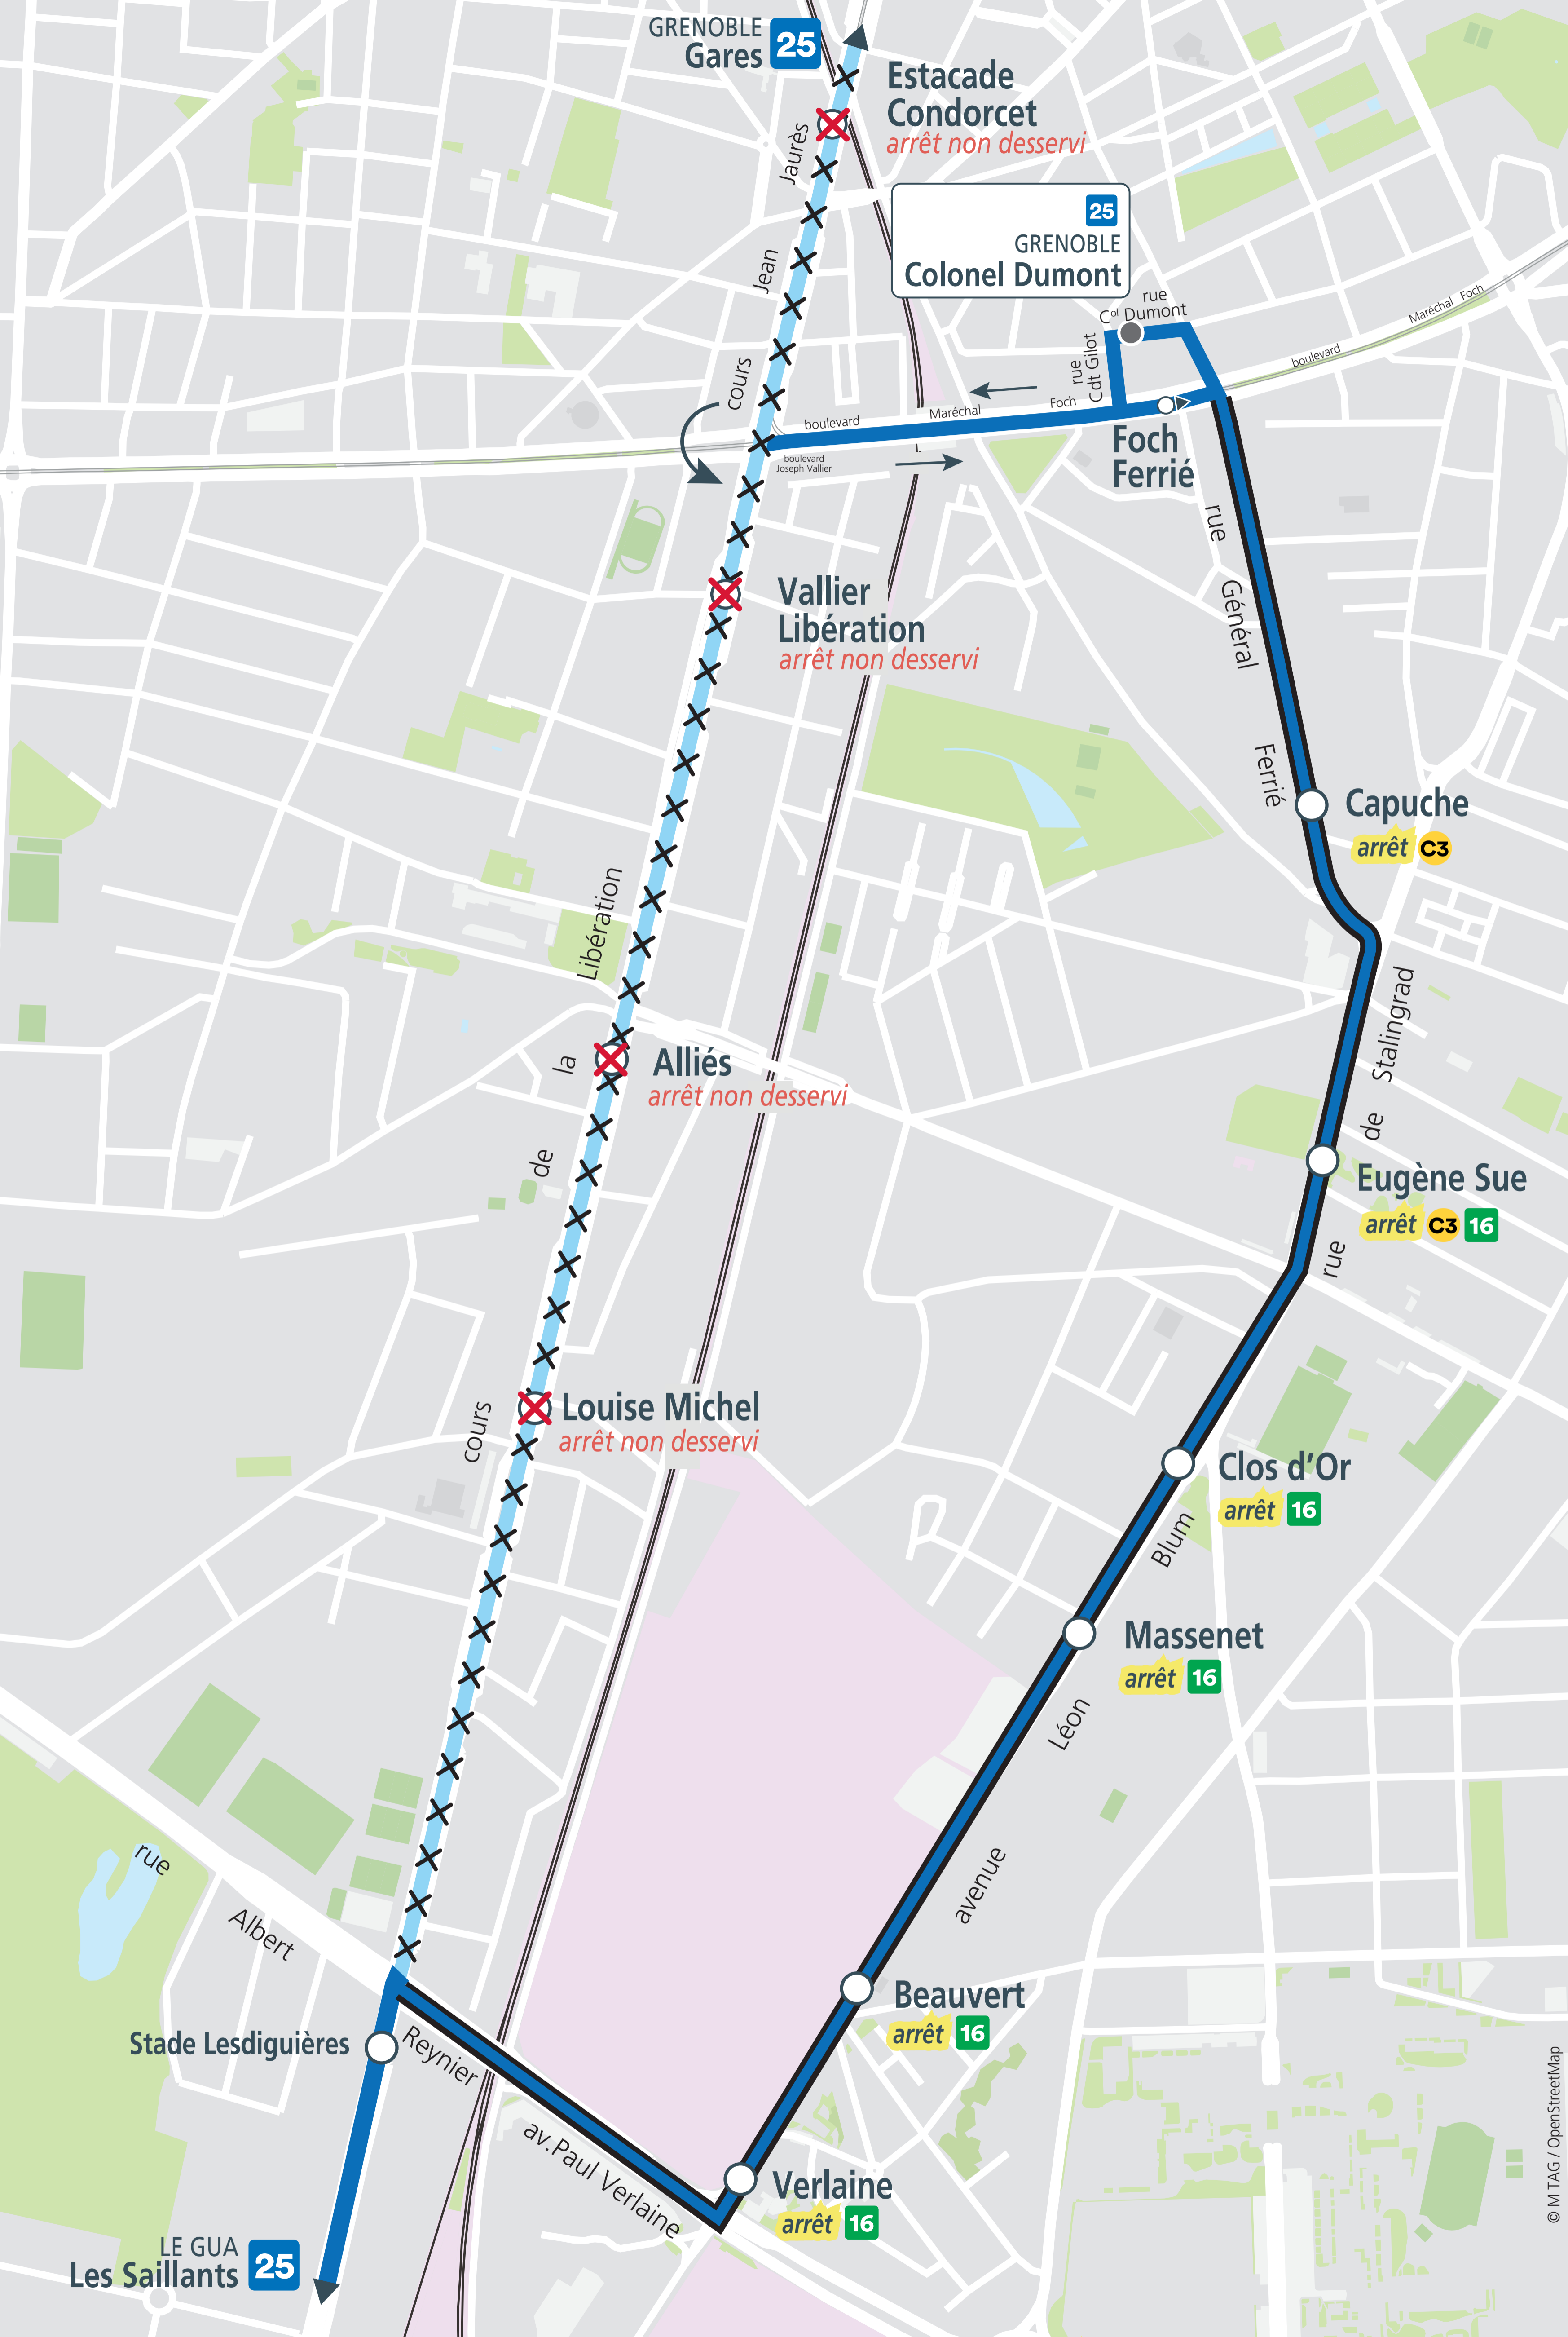 GRENOBLE
Gares
25
Estacade
Condorcet
arrêt non desservi
Jaurès
Jean
cours
25
GRENOBLE
Colonel Dumont
rue
Col Dumont
rue
Cdt Gilot
boulevard
Maréchal
Foch
boulevard
Maréchal Foch
boulevard
Joseph Vallier
Foch
Ferrié
rue
Général
Ferrié
Vallier
Libération
arrêt non desservi
Capuche
arrêt C3
Libération
la
de
cours
Alliés
arrêt non desservi
Stalingrad
de
rue
Eugène Sue
arrêt C3 16
Louise Michel
arrêt non desservi
Clos d’Or
arrêt 16
Blum
Léon
avenue
Massenet
arrêt 16
rue
Albert
Reynier
Beauvert
arrêt 16
Stade Lesdiguières
av.Paul Verlaine
Verlaine
arrêt 16
LE GUA
Les Saillants
25
© M TAG / OpenStreetMap